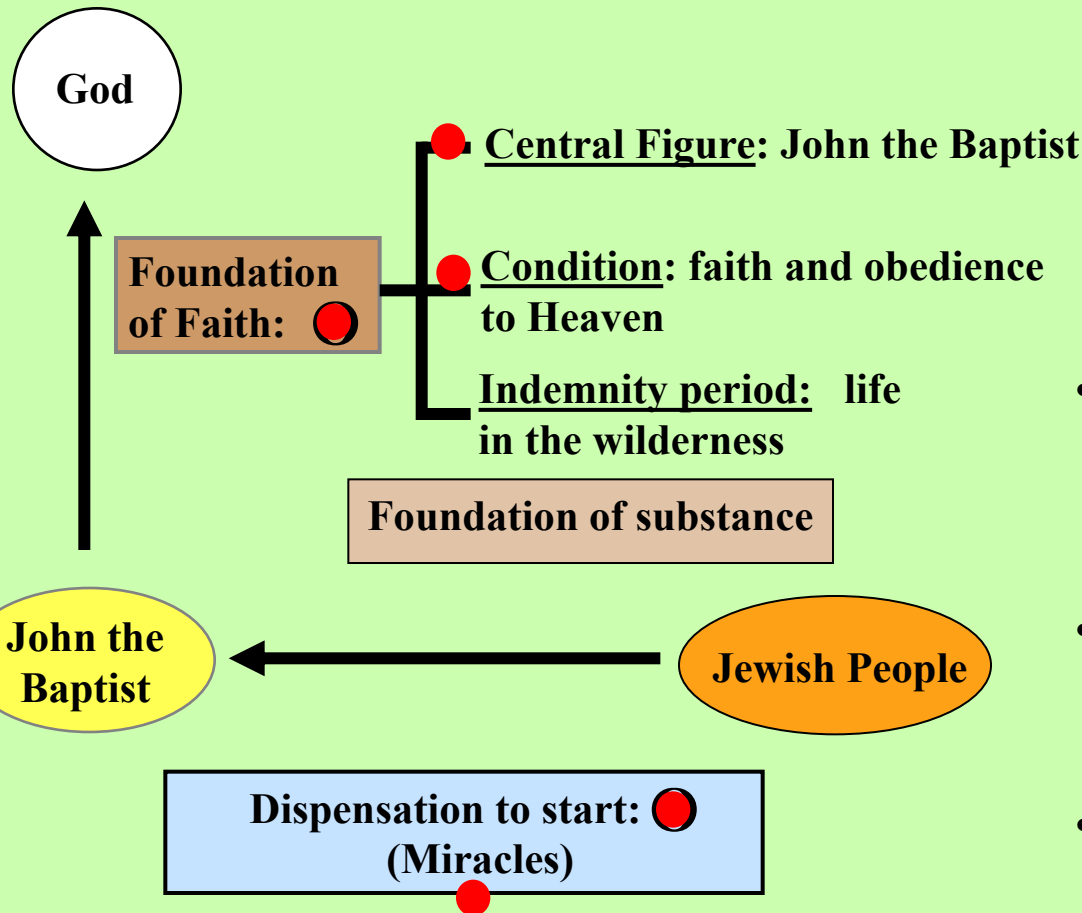 God
Central Figure: John the Baptist
Foundation
of Faith:
Condition: faith and obedience
to Heaven
Indemnity period: life
in the wilderness
Foundation of substance
John the
Baptist
Jewish People
Dispensation to start:
(Miracles)